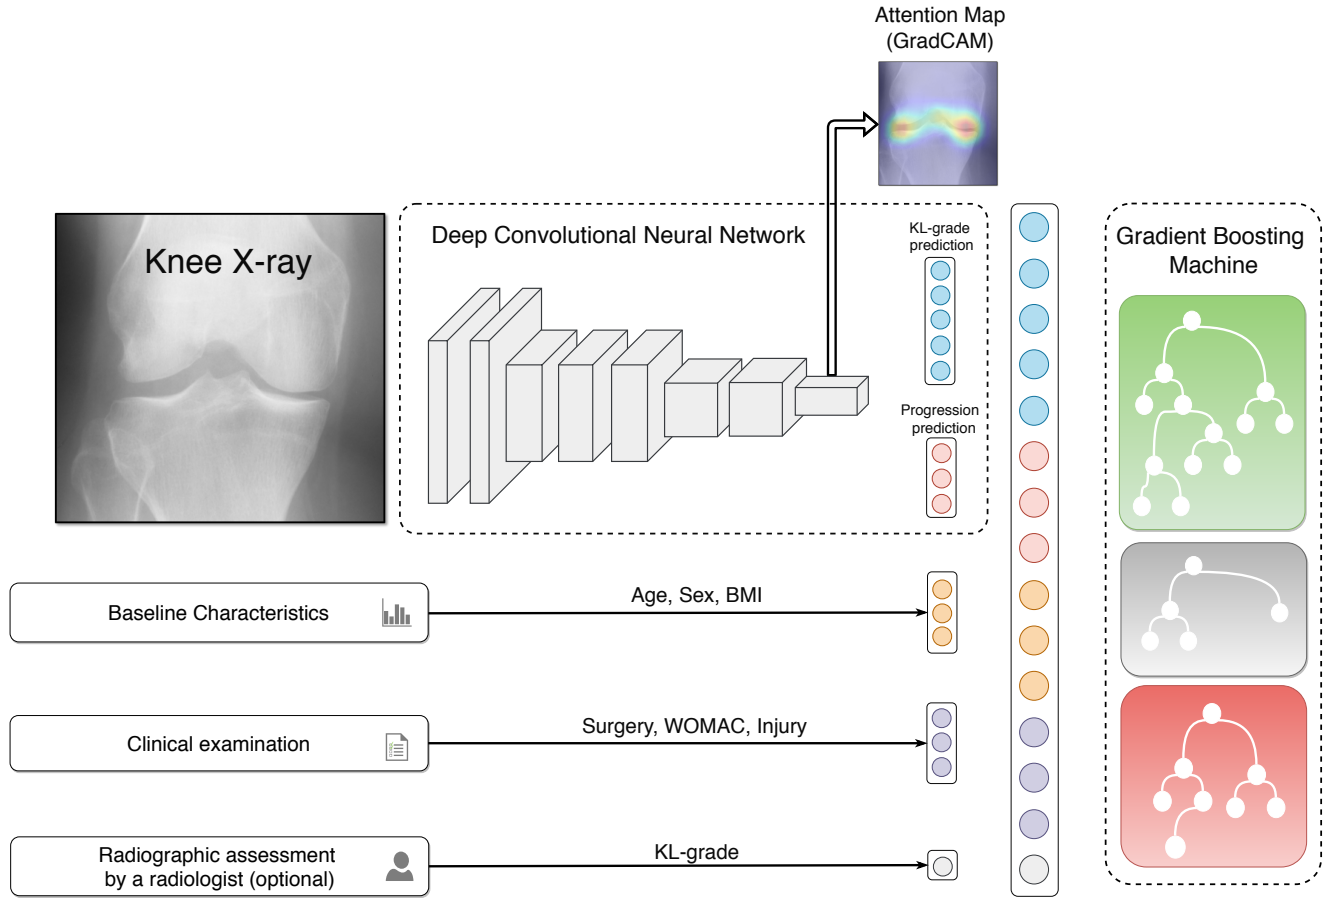 Attention Map
(GradCAM)
Knee X-ray
Deep Convolutional Neural Network
KL-grade
prediction
Progression
prediction
Gradient Boosting
Machine
Baseline Characteristics
Age, Sex, BMI
Clinical examination
Surgery, WOMAC, Injury
Radiographic assessment
by a radiologist (optional)
KL-grade